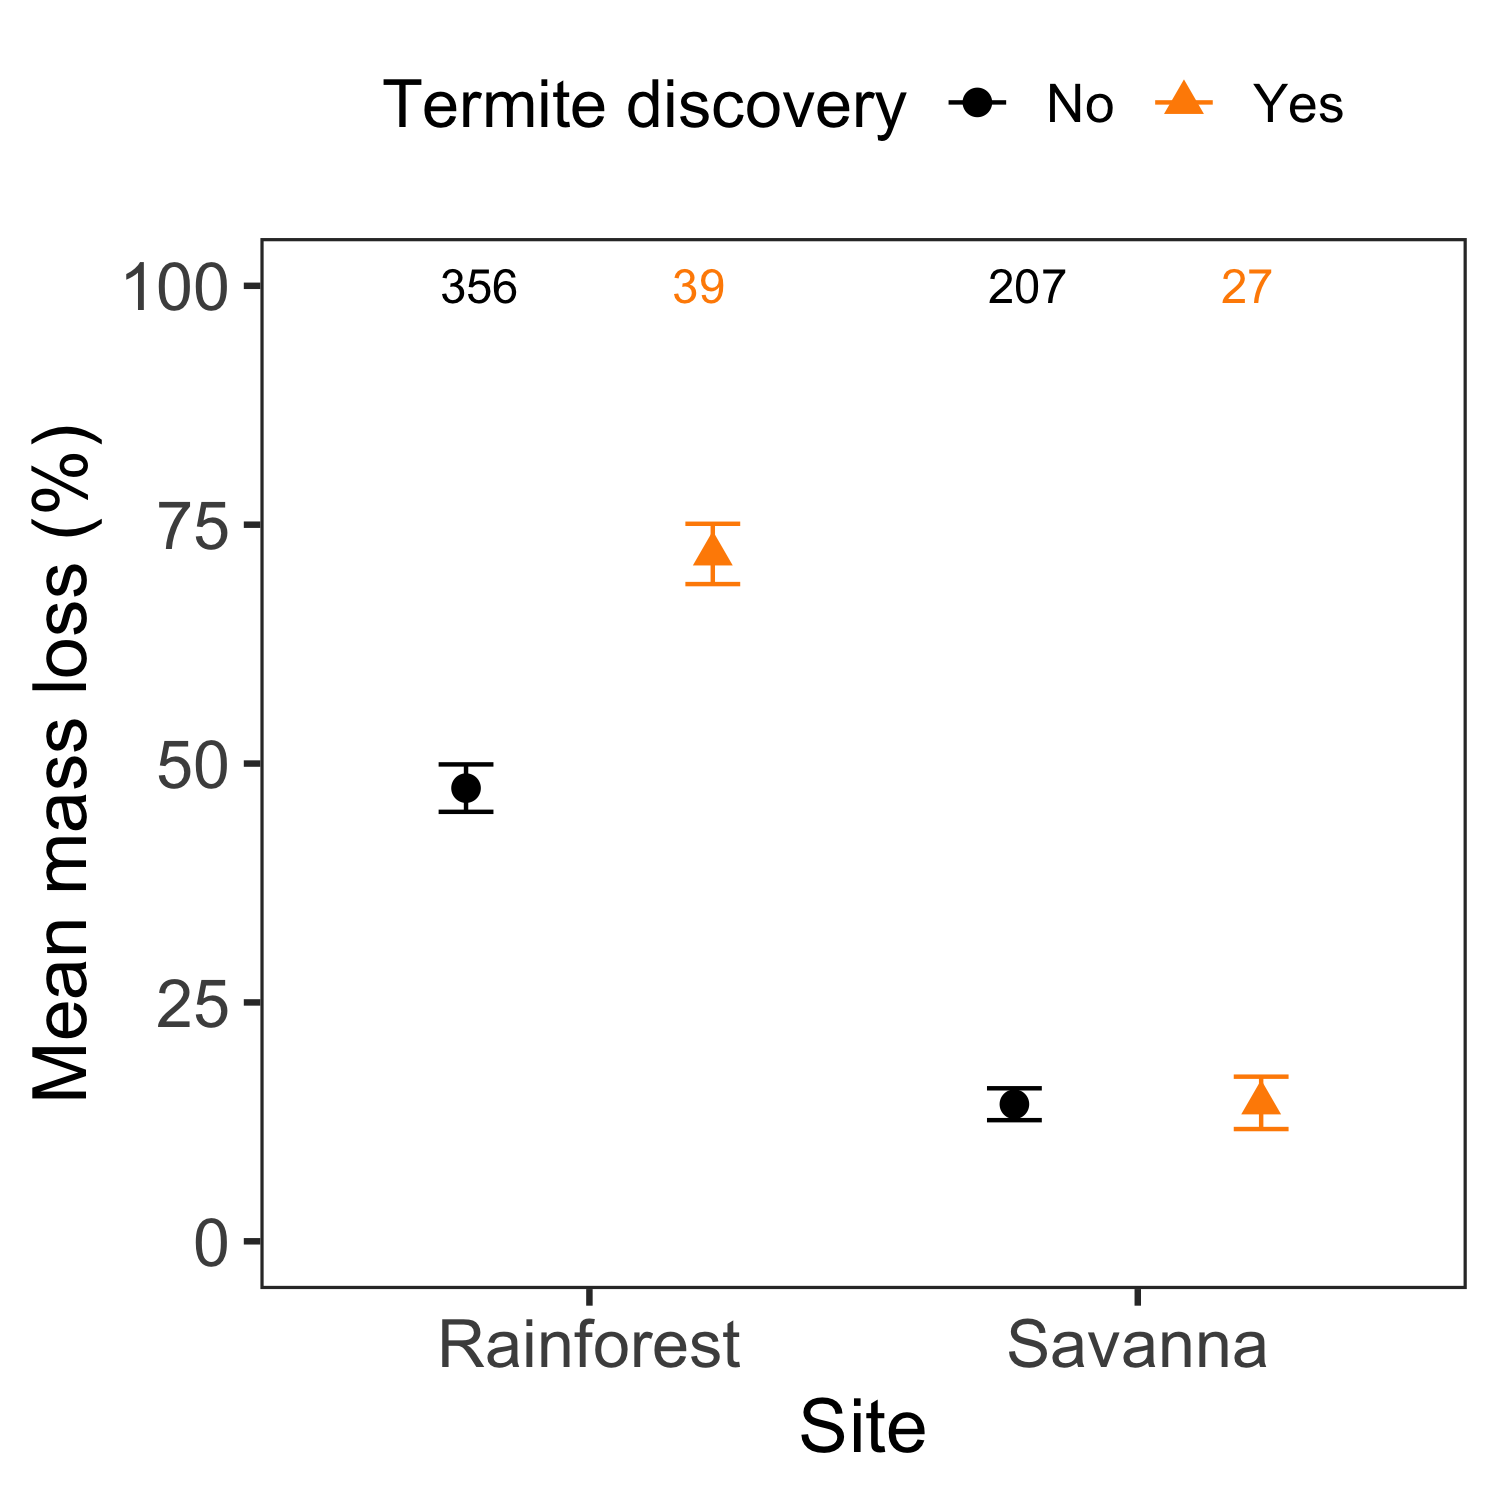 Termite discovery No Yes
100
75
50
25
0
356 39 207 27
Mean mass loss (%)
Rainforest Savanna
Site